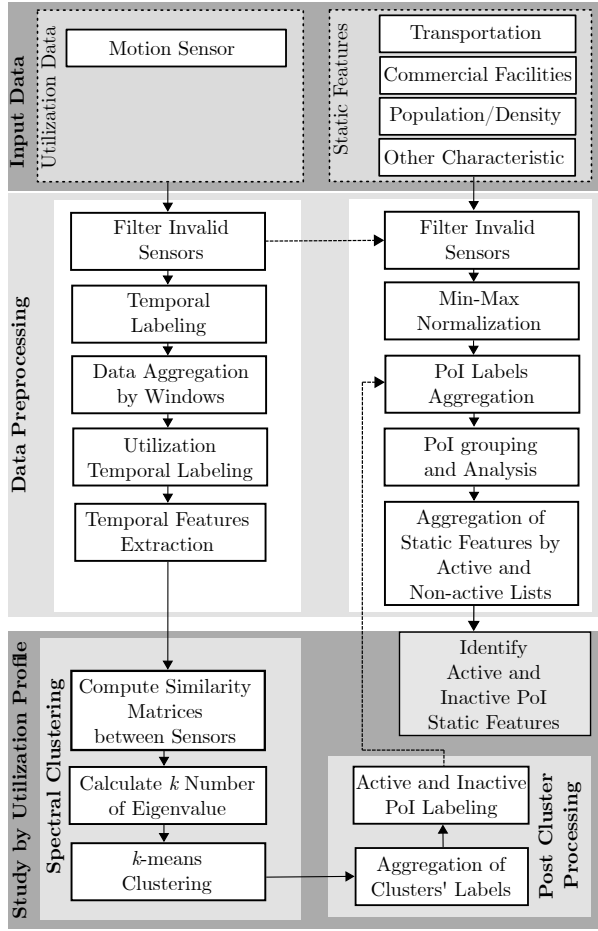 Input Data
Utilization Data
Motion Sensor
Static Features
Transportation
Commercial Facilities
Population/Density
Other Characteristic
Data Preprocessing
Filter Invalid
Sensors
Temporal
Labeling
Data Aggregation
by Windows
Utilization
Temporal Labeling
Temporal Features
Extraction
Filter Invalid
Sensors
Min-Max
Normalization
PoI Labels
Aggregation
PoI grouping
and Analysis
Aggregation of
Static Features by
Active and
Non-active Lists
Study by Utilization Profile
Identify
Active and
Inactive PoI
Static Features
Spectral Clustering
Compute Similarity
Matrices
between Sensors
Calculate k Number
of Eigenvalue
k-means
Clustering
Active and Inactive
PoI Labeling
Aggregation of
Clusters' Labels
Post Cluster
Processing